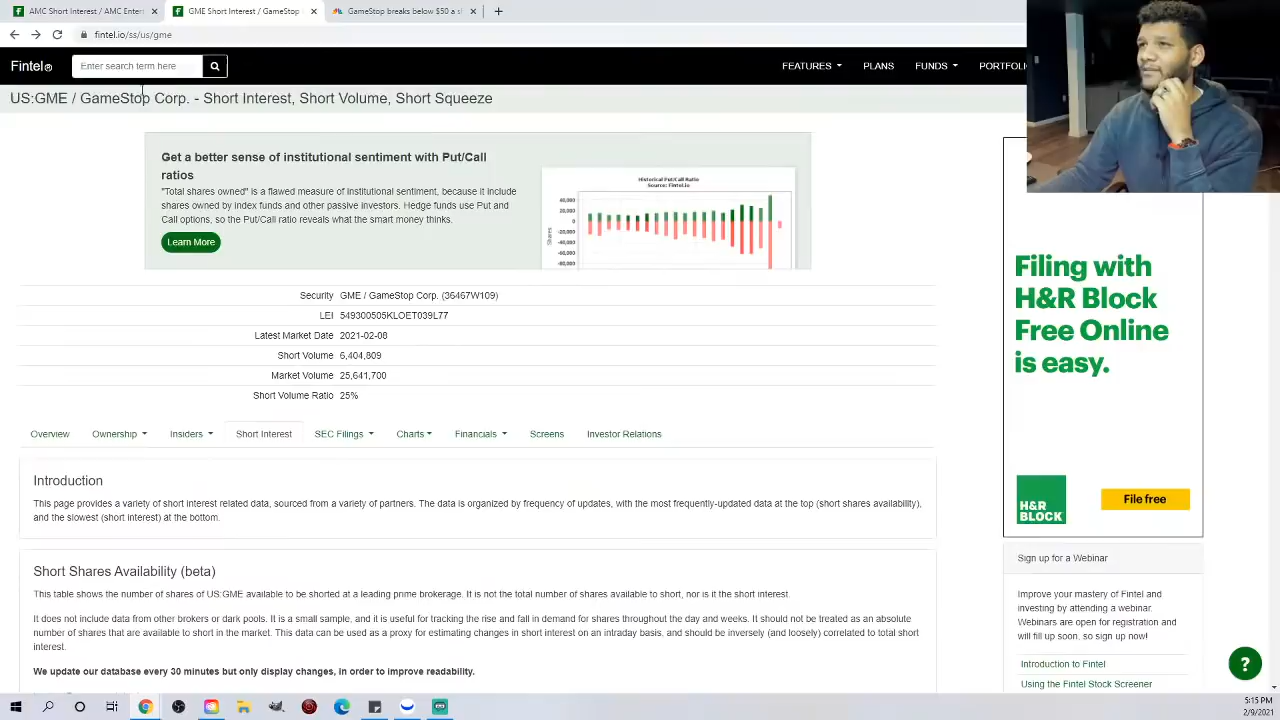 AMC Short Interest / AMC Enter
GME Short Interest / GameStop
GameStop breaks below $50 a s
fintel.io/ss/us/gme
Fintel®
Enter search term here
FEATURES
PLANS
FUNDS
PORTFOLI
US:GME / GameStop Corp. - Short Interest, Short Volume, Short Squeeze
Get a better sense of institutional sentiment with Put/Call
ratios
"Total shares owned" is a flawed measure of institutional sentiment, because it include
shares owned by index funds and other passive investors. Hedge funds use Put and
Call options, so the Put/Call ratio reveals what the smart money thinks.
Learn More
Historical Put/Call Ratio
Source: Fintel.io
Shares
40,000
20,000
0
-20,000
-40,000
-60,000
-80,000
Security GME / GameStop Corp. (36467W109)
LEI 549300505KLOET039L77
Latest Market Date 2021-02-08
Short Volume 6,404,809
Market Volume 25,641,700
Short Volume Ratio 25%
Overview
Ownership
Insiders
Short Interest
SEC Filings
Charts
Financials
Screens
Investor Relations
Introduction
This page provides a variety of short interest related data, sourced from a variety of partners. The data is organized by frequency of updates, with the most frequently-updated data at the top (short shares availability),
and the slowest (short interest) at the bottom.
Short Shares Availability (beta)
This table shows the number of shares of US:GME available to be shorted at a leading prime brokerage. It is not the total number of shares available to short, nor is it the short interest.
It does not include data from other brokers or dark pools. It is a small sample, and it is useful for tracking the rise and fall in demand for shares throughout the day and weeks. It should not be treated as an absolute
number of shares that are available to short in the market. This data can be used as a proxy for estimating changes in short interest on an intraday basis, and should be inversely (and loosely) correlated to total short
interest.
We update our database every 30 minutes but only display changes, in order to improve readability.
Filing with
H&R Block
Free Online
is easy.
H&R
BLOCK
File free
Sign up for a Webinar
Improve your mastery of Fintel and
investing by attending a webinar.
Webinars are open for registration and
will fill up soon, so sign up now!
Introduction to Fintel
Using the Fintel Stock Screener
?
5:15 PM
2/9/2021